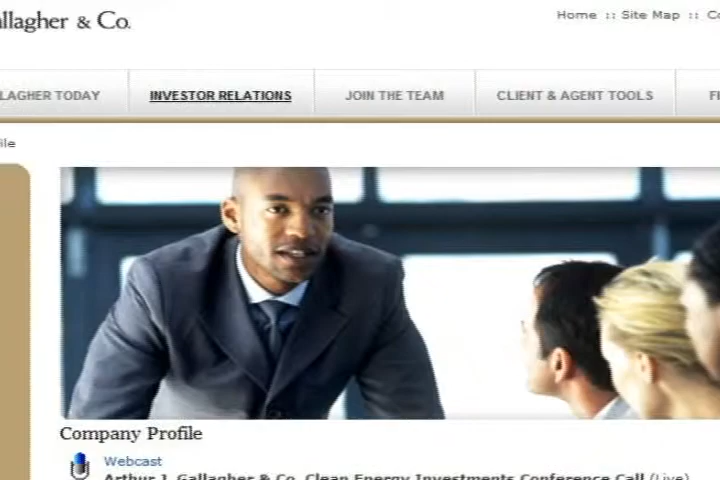 allagher & Co.
Home :: Site Map :: Co
LAGHER TODAY
INVESTOR RELATIONS
JOIN THE TEAM
CLIENT & AGENT TOOLS
FI
ile
Company Profile
Webcast
Arthur J. Gallagher & Co. Clean Energy Investments Conference Call (Live)